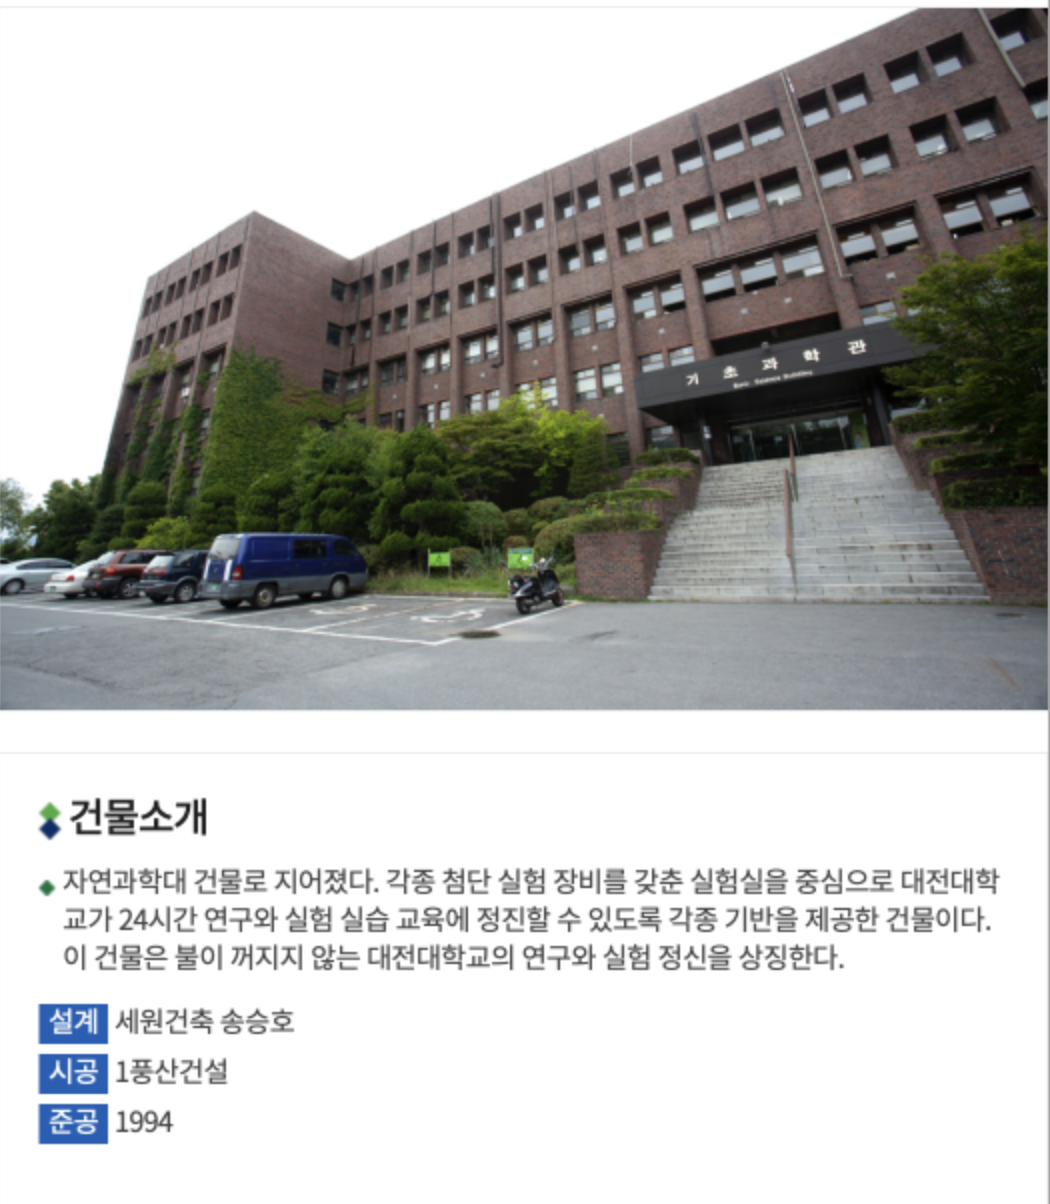 기초과학관
Basic Science Building
건물소개
자연과학대 건물로 지어졌다. 각종 첨단 실험 장비를 갖춘 실험실을 중심으로 대전대학
교가 24시간 연구와 실험 실습 교육에 정진할 수 있도록 각종 기반을 제공한 건물이다.
이 건물은 불이 꺼지지 않는 대전대학교의 연구와 실험 정신을 상징한다.
설계 세원건축 송승호
시공 1풍산건설
준공 1994